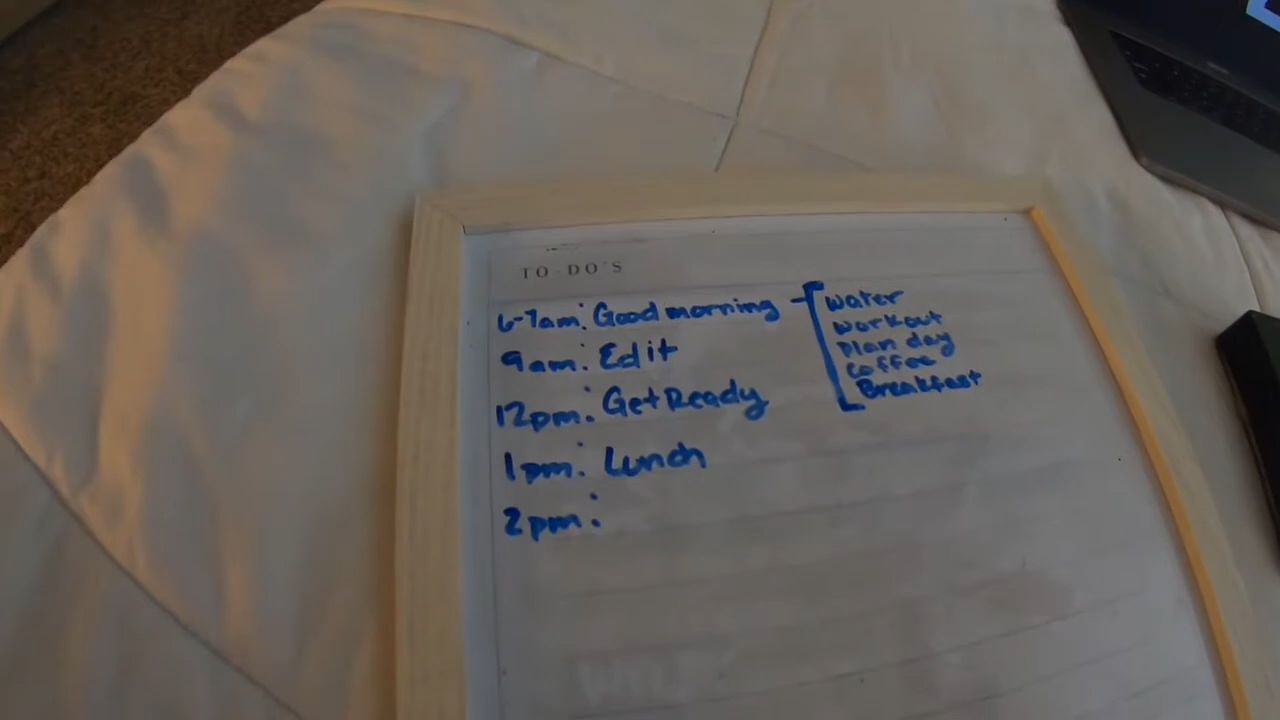 TO-DO'S
6-7am: Good morning
water
workout
plan day
coffee
Breakfast
9am: Edit
12pm: Get Ready
1pm: Lunch
2pm: